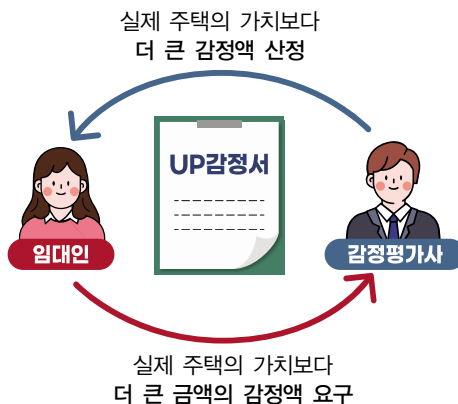 실제 주택의 가치보다
더 큰 감정액 산정
UP감정서
임대인
감정평가사
실제 주택의 가치보다
더 큰 금액의 감정액 요구